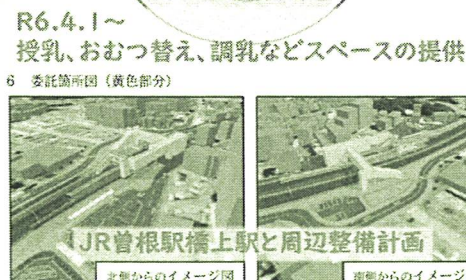 R6.4.1～
授乳、おむつ替え、調乳などスペースの提供
6 委託箇所図（黄色部分）
JR曽根駅橋上駅と周辺整備計画
北側からのイメージ図
南側からのイメージ図